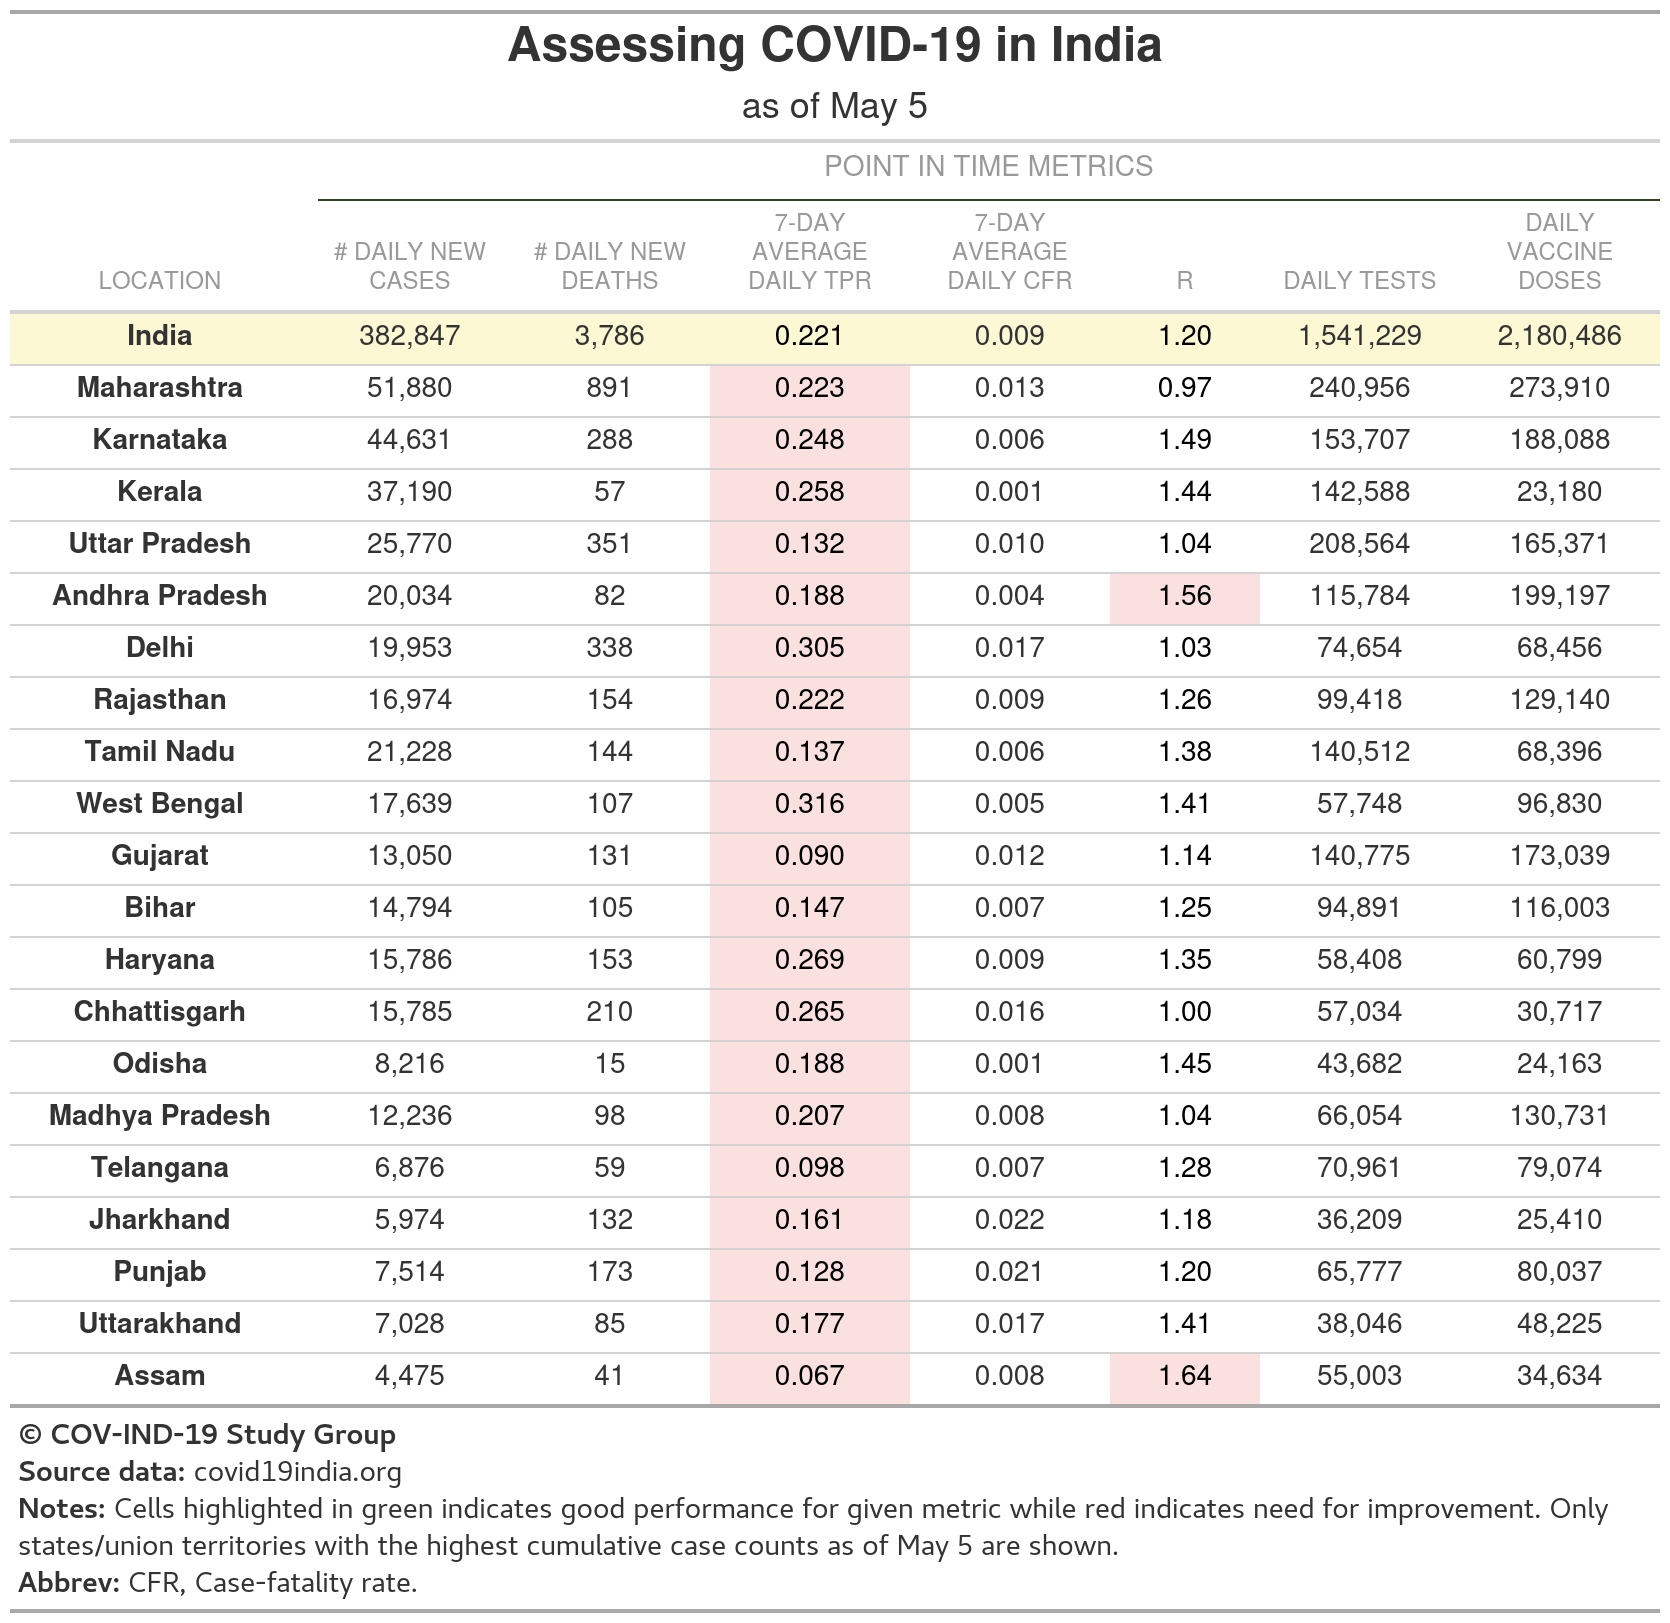 Assessing COVID-19 in India
as of May 5
POINT IN TIME METRICS
LOCATION # DAILY NEW CASES # DAILY NEW DEATHS 7-DAY AVERAGE DAILY TPR 7-DAY AVERAGE DAILY CFR R DAILY TESTS DAILY VACCINE DOSES
India 382,847 3,786 0.221 0.009 1.20 1,541,229 2,180,486
Maharashtra 51,880 891 0.223 0.013 0.97 240,956 273,910
Karnataka 44,631 288 0.248 0.006 1.49 153,707 188,088
Kerala 37,190 57 0.258 0.001 1.44 142,588 23,180
Uttar Pradesh 25,770 351 0.132 0.010 1.04 208,564 165,371
Andhra Pradesh 20,034 82 0.188 0.004 1.56 115,784 199,197
Delhi 19,953 338 0.305 0.017 1.03 74,654 68,456
Rajasthan 16,974 154 0.222 0.009 1.26 99,418 129,140
Tamil Nadu 21,228 144 0.137 0.006 1.38 140,512 68,396
West Bengal 17,639 107 0.316 0.005 1.41 57,748 96,830
Gujarat 13,050 131 0.090 0.012 1.14 140,775 173,039
Bihar 14,794 105 0.147 0.007 1.25 94,891 116,003
Haryana 15,786 153 0.269 0.009 1.35 58,408 60,799
Chhattisgarh 15,785 210 0.265 0.016 1.00 57,034 30,717
Odisha 8,216 15 0.188 0.001 1.45 43,682 24,163
Madhya Pradesh 12,236 98 0.207 0.008 1.04 66,054 130,731
Telangana 6,876 59 0.098 0.007 1.28 70,961 79,074
Jharkhand 5,974 132 0.161 0.022 1.18 36,209 25,410
Punjab 7,514 173 0.128 0.021 1.20 65,777 80,037
Uttarakhand 7,028 85 0.177 0.017 1.41 38,046 48,225
Assam 4,475 41 0.067 0.008 1.64 55,003 34,634
© COV-IND-19 Study Group
Source data: covid19india.org
Notes: Cells highlighted in green indicates good performance for given metric while red indicates need for improvement. Only
states/union territories with the highest cumulative case counts as of May 5 are shown.
Abbrev: CFR, Case-fatality rate.